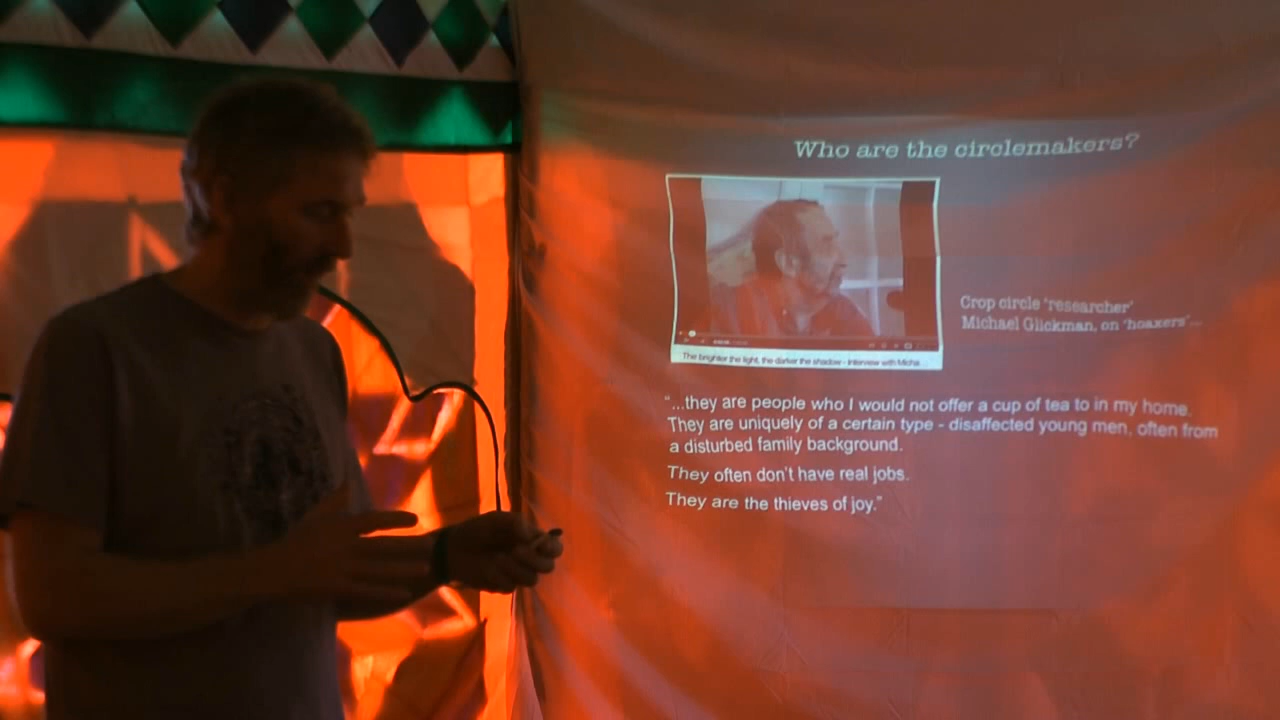 Who are the circlemakers?
The brighter the light, the darker the shadow - Interview with Micha
Crop circle 'researcher'
Michael Glickman, on 'hoaxers'...
"...they are people who I would not offer a cup of tea to in my home.
They are uniquely of a certain type - disaffected young men, often from
a disturbed family background.
They often don't have real jobs.
They are the thieves of joy."